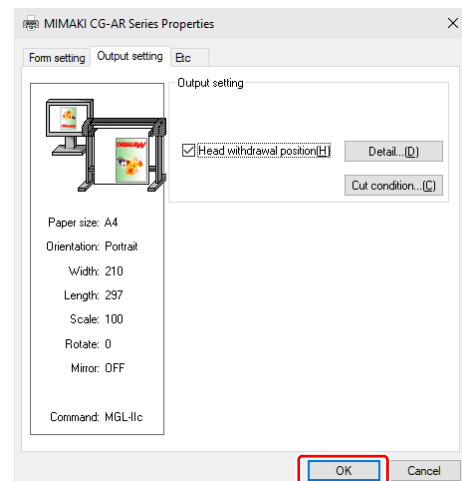 MIMAKI CG-AR Series Properties
Form setting Output setting Etc
Output setting
Head withdrawal position(H) Detail...(D)
Cut condition...(C)
Paper size: A4
Orientation: Portrait
Width: 210
Length: 297
Scale: 100
Rotate: 0
Mirror: OFF
Command: MGL-IIc
OK Cancel